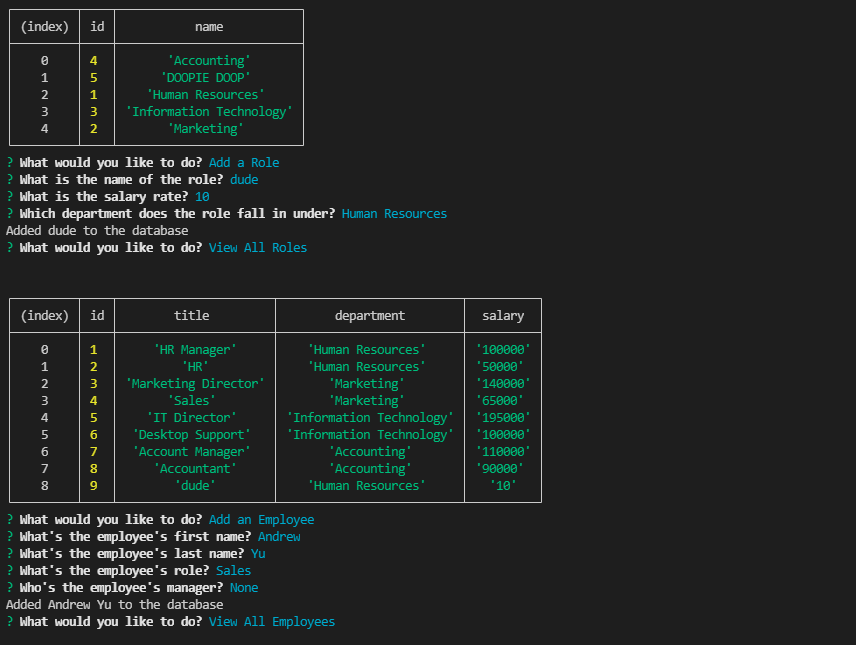 (index) id name
0 4 'Accounting'
1 5 'DOOPIE DOOP'
2 1 'Human Resources'
3 3 'Information Technology'
4 2 'Marketing'
? What would you like to do? Add a Role
? What is the name of the role? dude
? What is the salary rate? 10
? Which department does the role fall in under? Human Resources
Added dude to the database
? What would you like to do? View All Roles
(index) id title department salary
0 1 'HR Manager' 'Human Resources' '100000'
1 2 'HR' 'Human Resources' '50000'
2 3 'Marketing Director' 'Marketing' '140000'
3 4 'Sales' 'Marketing' '65000'
4 5 'IT Director' 'Information Technology' '195000'
5 6 'Desktop Support' 'Information Technology' '100000'
6 7 'Account Manager' 'Accounting' '110000'
7 8 'Accountant' 'Accounting' '90000'
8 9 'dude' 'Human Resources' '10'
? What would you like to do? Add an Employee
? What's the employee's first name? Andrew
? What's the employee's last name? Yu
? What's the employee's role? Sales
? Who's the employee's manager? None
Added Andrew Yu to the database
? What would you like to do? View All Employees